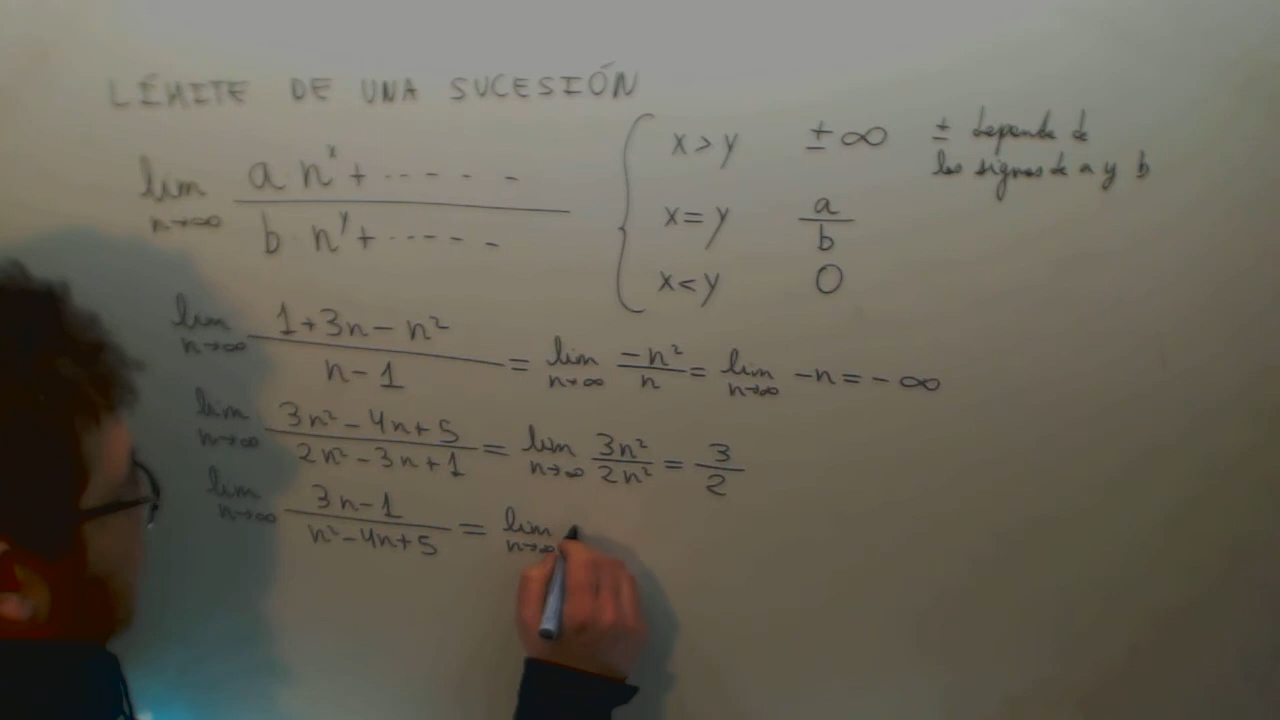 LÍMITE DE UNA SUCESIÓN
lim n→∞ (a n^x + ·····)/(b n^y + ·····) { x > y ±∞ ± depende de los signos de a y b
x = y a/b
x < y 0
lim n→∞ (1+3n−n²)/(n−1) = lim n→∞ −n²/n = lim n→∞ −n = −∞
lim n→∞ (3n²−4n+5)/(2n²−3n+1) = lim n→∞ 3n²/2n² = 3/2
lim n→∞ (3n−1)/(n²−4n+5) = lim n→∞